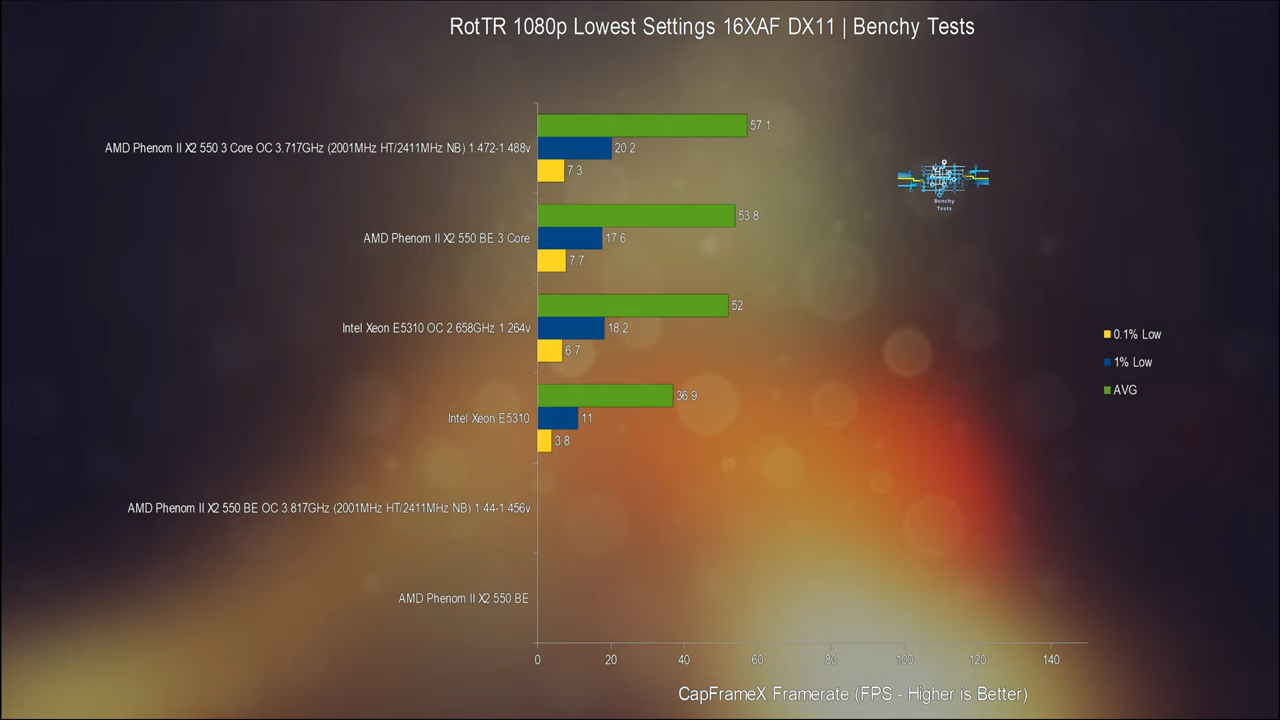 RotTR 1080p Lowest Settings 16XAF DX11 | Benchy Tests
AMD Phenom II X2 550 3 Core OC 3.717GHz (2001MHz HT/2411MHz NB) 1.472-1.488v
57.1
20.2
7.3
AMD Phenom II X2 550 BE 3 Core
53.8
17.6
7.7
Intel Xeon E5310 OC 2.658GHz 1.264v
52
18.2
6.7
Intel Xeon E5310
36.9
11
3.8
AMD Phenom II X2 550 BE OC 3.817GHz (2001MHz HT/2411MHz NB) 1.44-1.456v
AMD Phenom II X2 550 BE
Benchy
Tests
0.1% Low
1% Low
AVG
0 20 40 60 80 100 120 140
CapFrameX Framerate (FPS - Higher is Better)